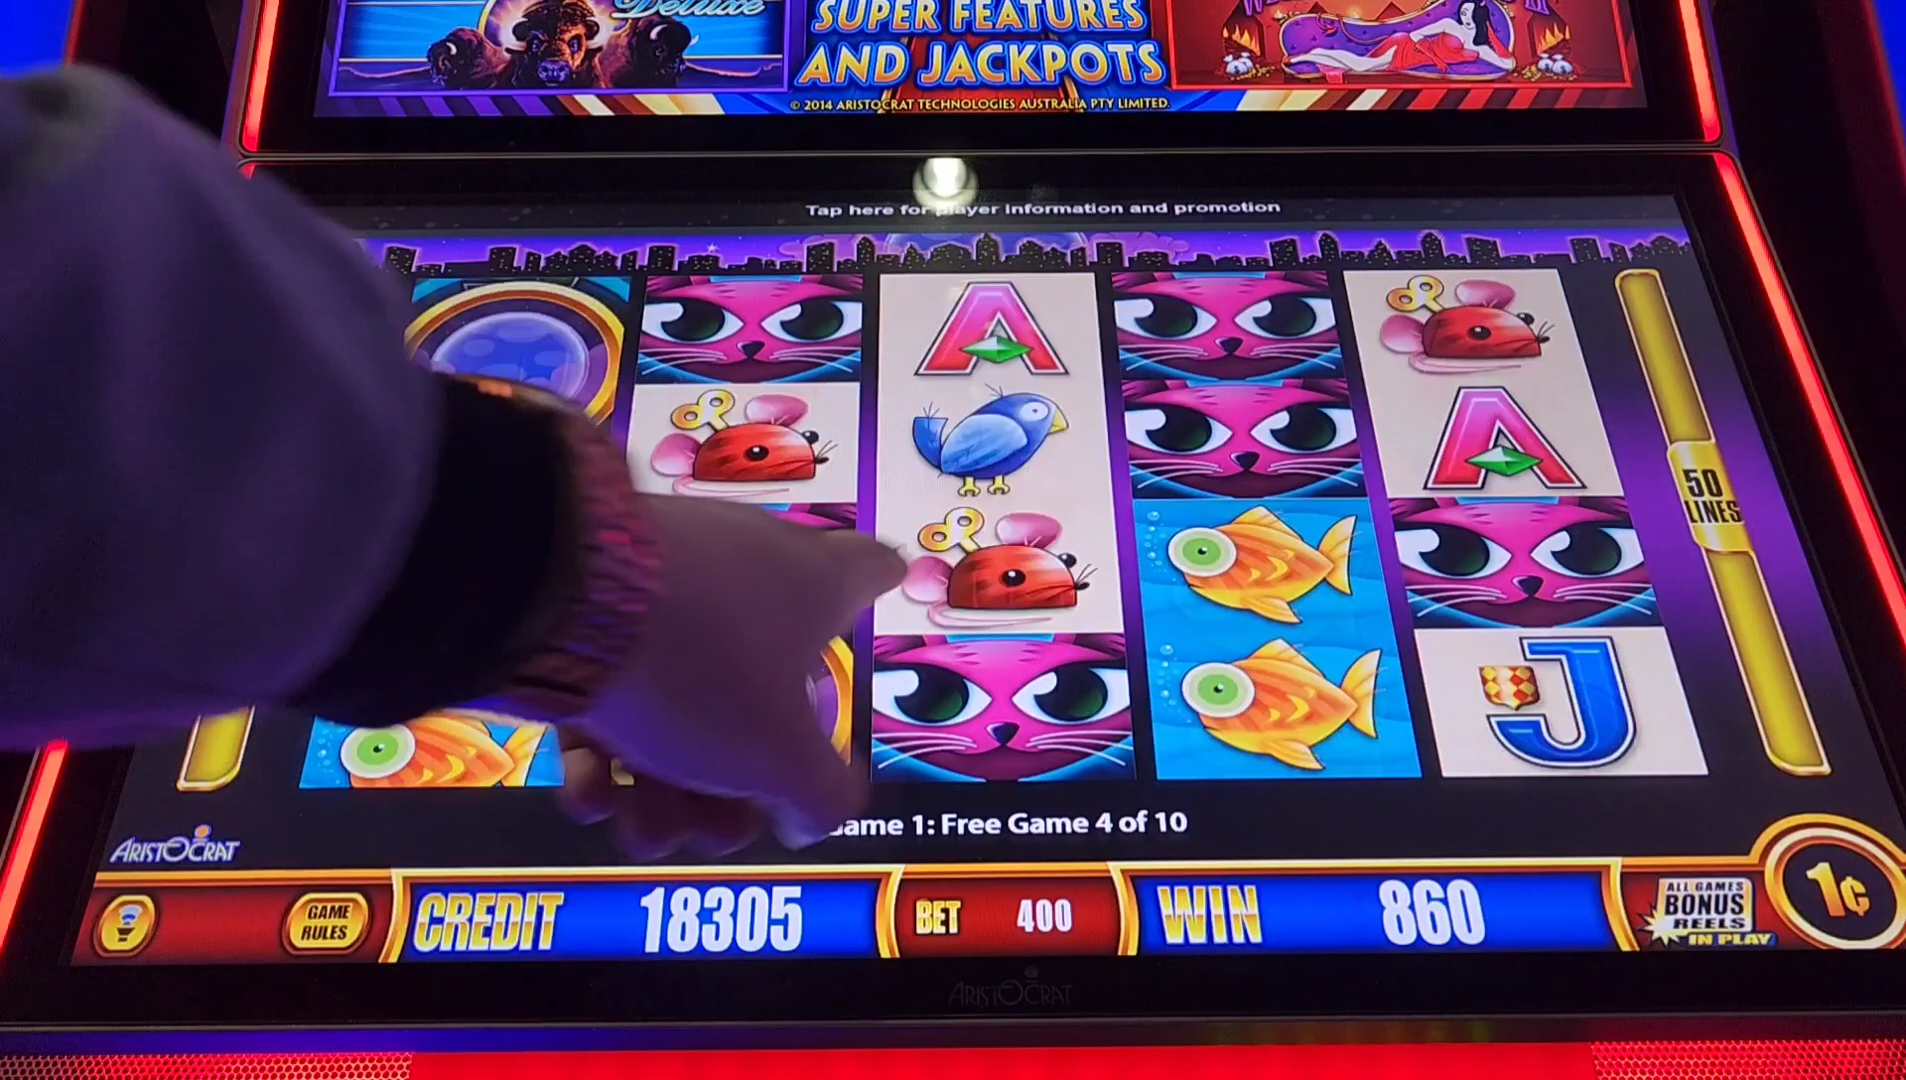 Deluxe
SUPER FEATURES
AND JACKPOTS
© 2014 ARISTOCRAT TECHNOLOGIES AUSTRALIA PTY LIMITED.
Tap here for player information and promotion
A
A
50
LINES
J
Game 1: Free Game 4 of 10
ARISTOCRAT
GAME
RULES
CREDIT 18305
BET 400
WIN 860
ALL GAMES
BONUS
REELS
IN PLAY
1¢
ARISTOCRAT